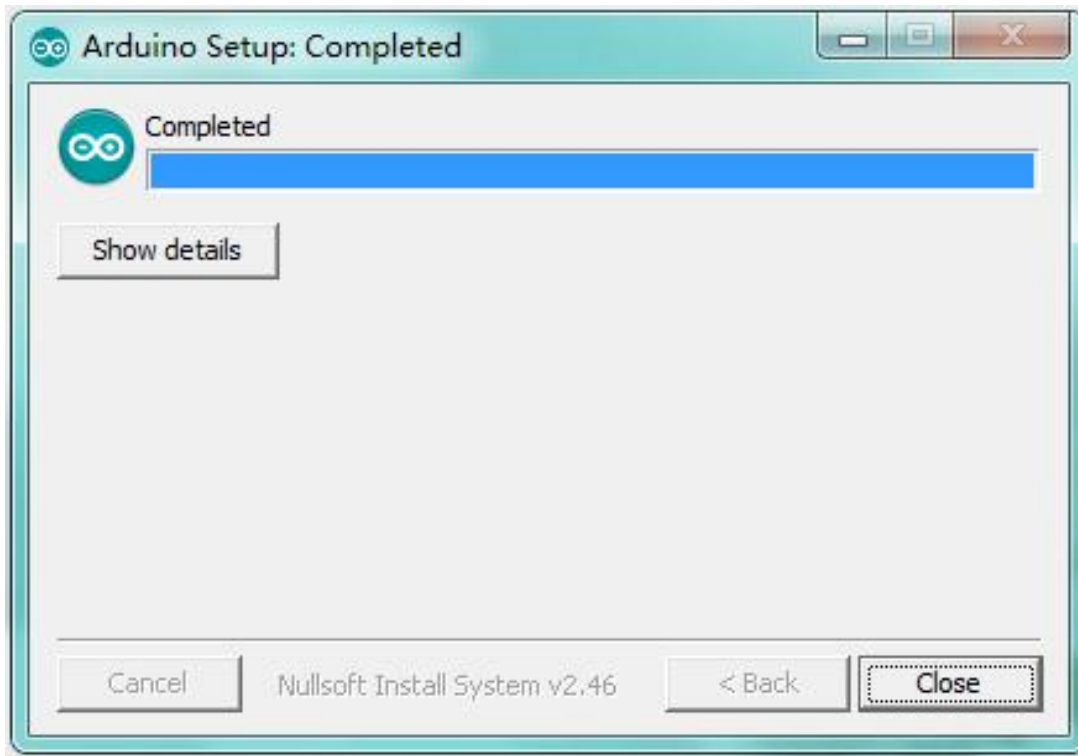 Arduino Setup: Completed
Completed
Show details
Cancel
Nullsoft Install System v2.46
< Back
Close